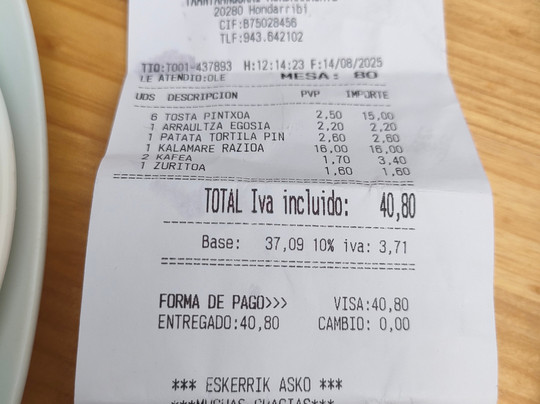 20280 Hondarribi
CIF:B75028456
TLF:943.642102
TTO:T001-437893 H:12:14:23 F:14/08/2025
LE ATENDIO:OLE MESA: 80
UDS DESCRIPCION PVP IMPORTE
6 TOSTA PINTXOA 2,50 15,00
1 ARRAULTZA EGOSIA 2,20 2,20
1 PATATA TORTILA PIN 2,60 2,60
1 KALAMARE RAZIOA 16,00 16,00
2 KAFEA 1,70 3,40
1 ZURITOA 1,60 1,60
TOTAL Iva incluido: 40,80
Base: 37,09 10% iva: 3,71
FORMA DE PAGO>>> VISA:40,80
ENTREGADO:40,80 CAMBIO: 0,00
*** ESKERRIK ASKO ***
***MUCHAS GRACIAS***